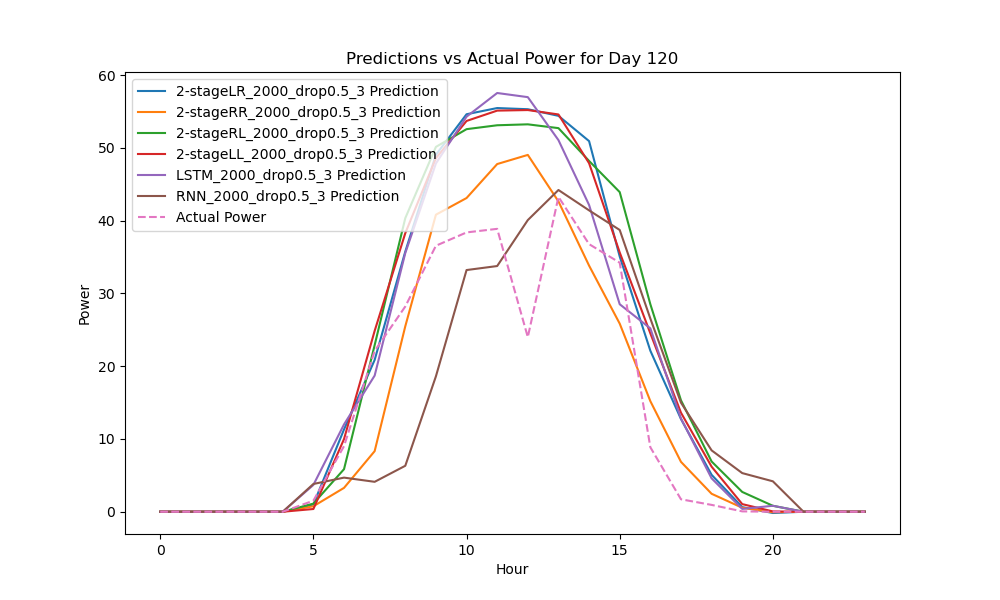 Predictions vs Actual Power for Day 120
2-stageLR_2000_drop0.5_3 Prediction
2-stageRR_2000_drop0.5_3 Prediction
2-stageRL_2000_drop0.5_3 Prediction
2-stageLL_2000_drop0.5_3 Prediction
LSTM_2000_drop0.5_3 Prediction
RNN_2000_drop0.5_3 Prediction
Actual Power
Power
60
50
40
30
20
10
0
0 5 10 15 20
Hour